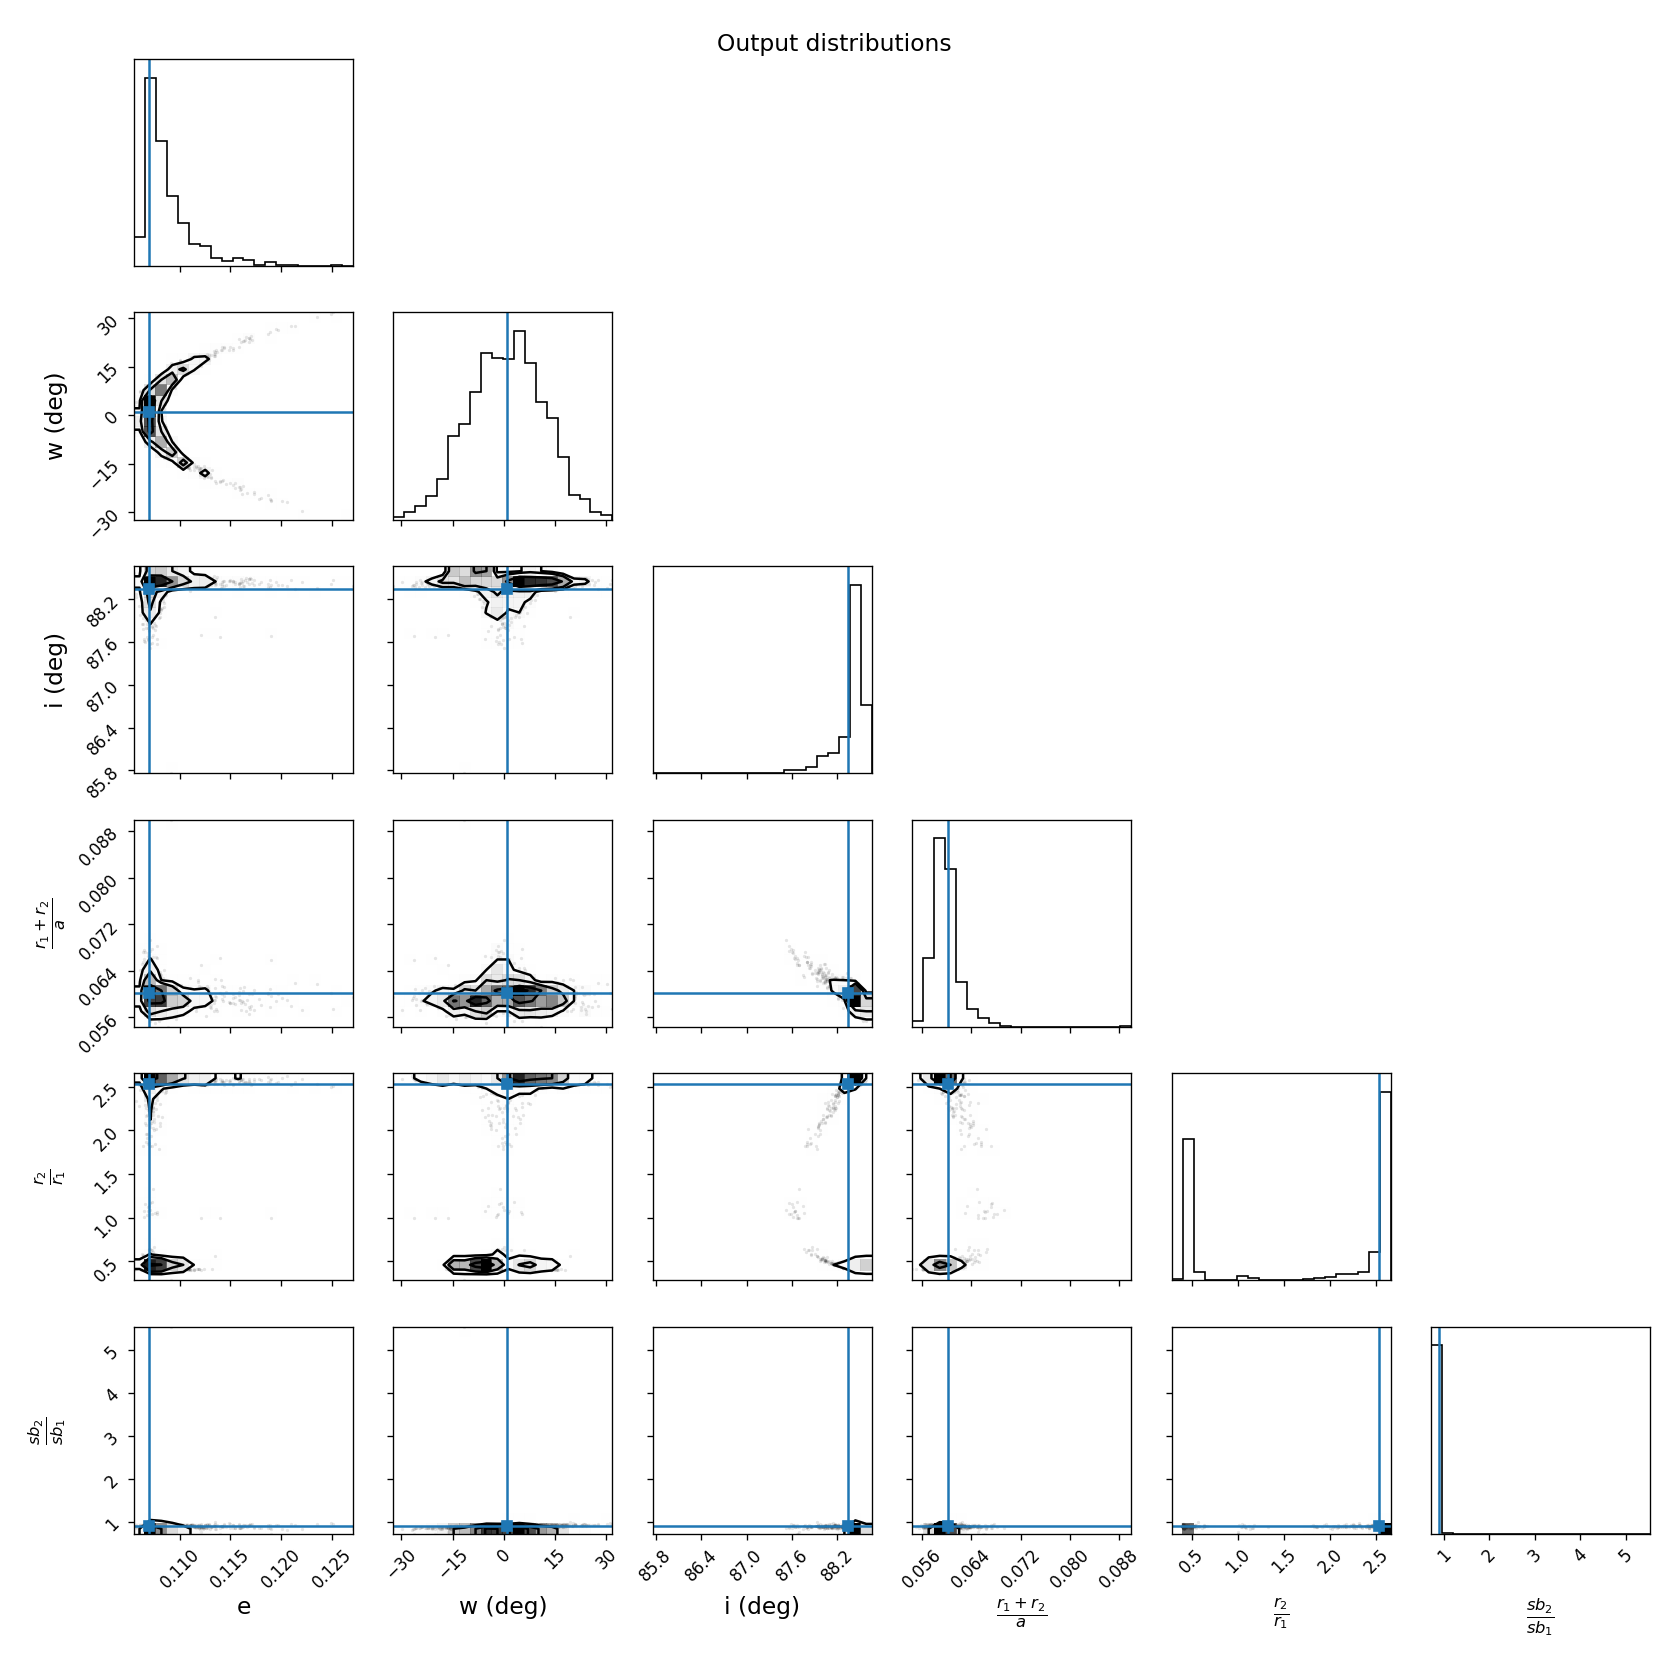 Output distributions
30
15
0
−15
−30
w (deg)
88.2
87.6
87.0
86.4
85.8
i (deg)
0.088
0.080
0.072
0.064
0.056
r₁ + r₂
a
2.5
2.0
1.5
1.0
0.5
r₂
r₁
5
4
3
2
1
sb₂
sb₁
0.110 0.115 0.120 0.125
−30 −15 0 15 30
85.8 86.4 87.0 87.6 88.2
0.056 0.064 0.072 0.080 0.088
0.5 1.0 1.5 2.0 2.5
1 2 3 4 5
e
w (deg)
i (deg)
r₁ + r₂
a
r₂
r₁
sb₂
sb₁